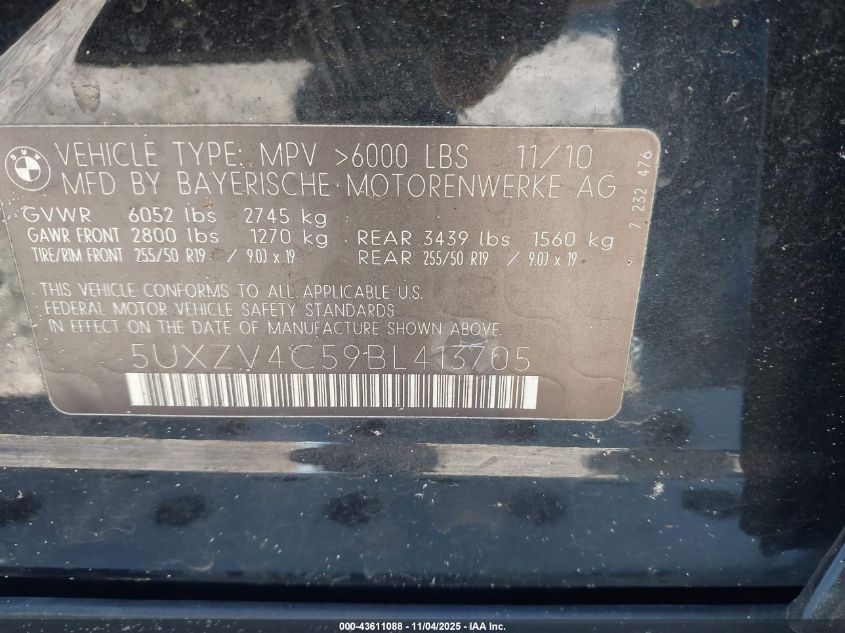 BMW
VEHICLE TYPE: MPV >6000 LBS 11/10
MFD BY BAYERISCHE MOTORENWERKE AG
GVWR 6052 lbs 2745 kg
GAWR FRONT 2800 lbs 1270 kg REAR 3439 lbs 1560 kg
TIRE/RIM FRONT 255/50 R19 / 9.0J x 19 REAR 255/50 R19 / 9.0J x 19
THIS VEHICLE CONFORMS TO ALL APPLICABLE U.S.
FEDERAL MOTOR VEHICLE SAFETY STANDARDS
IN EFFECT ON THE DATE OF MANUFACTURE SHOWN ABOVE.
5UXZV4C59BL413705
7 232 476
000-43611088 - 11/04/2025 - IAA Inc.